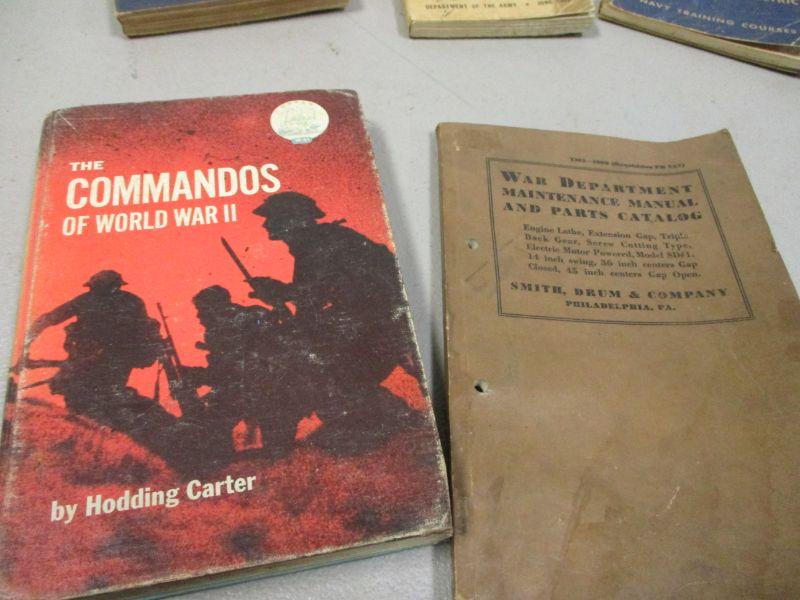 DEPARTMENT OF THE ARMY
NAVY TRAINING COURSES
THE
COMMANDOS
OF WORLD WAR II
by Hodding Carter
WAR DEPARTMENT
MAINTENANCE MANUAL
AND PARTS CATALOG
Engine Lathe, Extension Gap, Triple
Back Gear, Screw Cutting Type,
Electric Motor Powered, Model SD#1.
14 inch swing, 36 inch centers Gap
Closed, 45 inch centers Gap Open.
SMITH, DRUM & COMPANY
PHILADELPHIA, PA.